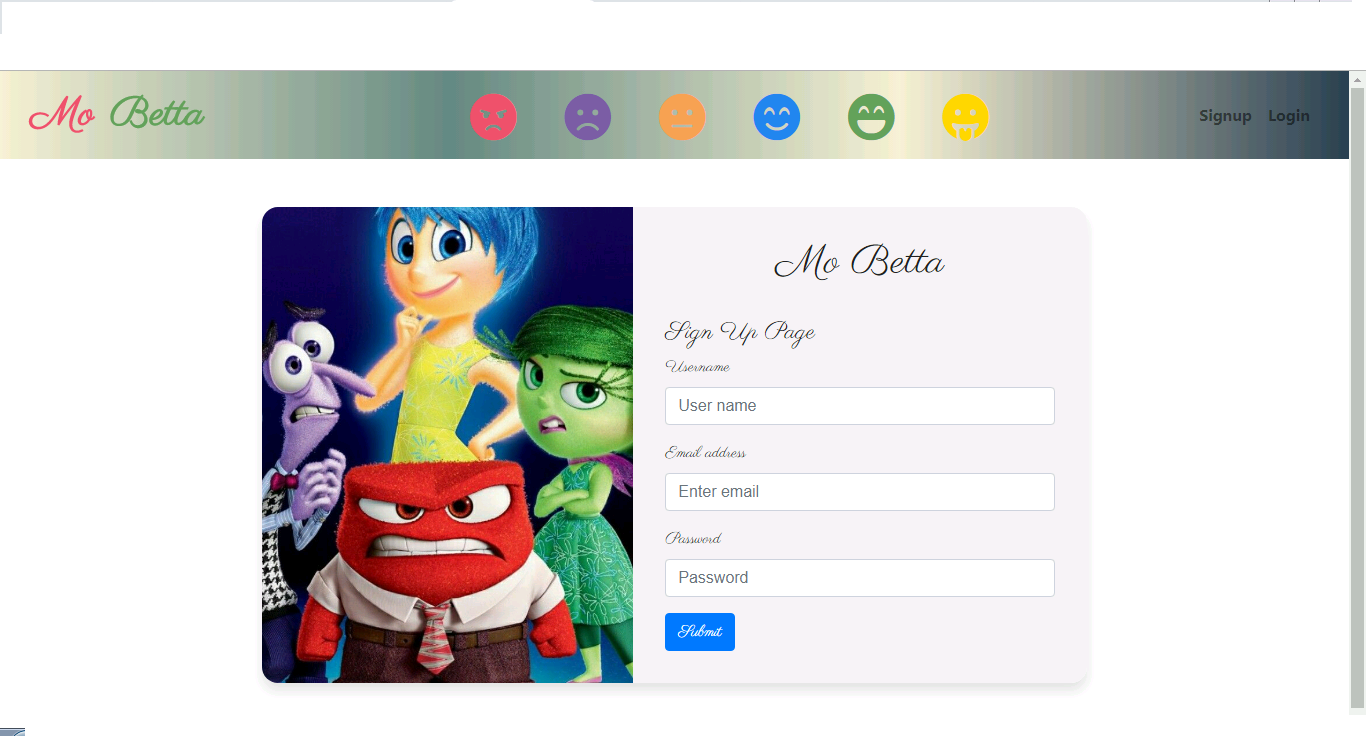 Mo Betta
Signup Login
Mo Betta
Sign Up Page
Username
User name
Email address
Enter email
Password
Password
Submit